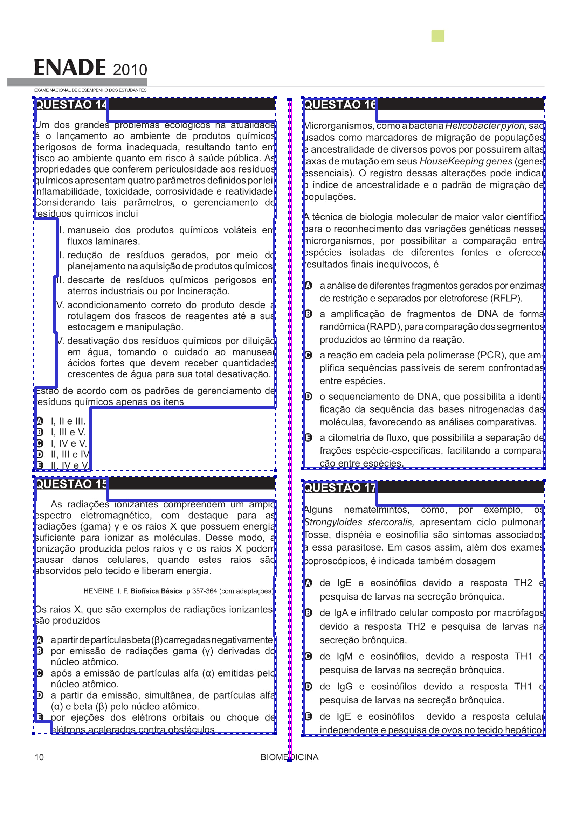 ENADE 2010
EXAME NACIONAL DE DESEMPENHO DOS ESTUDANTES
QUESTÃO 14
Um dos grandes problemas ecológicos na atualidade
é o lançamento ao ambiente de produtos químicos
perigosos de forma inadequada, resultando tanto em
risco ao ambiente quanto em risco à saúde pública. As
propriedades que conferem periculosidade aos resíduos
químicos apresentam quatro parâmetros definidos por lei:
inflamabilidade, toxicidade, corrosividade e reatividade.
Considerando tais parâmetros, o gerenciamento de
resíduos químicos inclui
I. manuseio dos produtos químicos voláteis em
fluxos laminares.
II. redução de resíduos gerados, por meio do
planejamento na aquisição de produtos químicos.
III. descarte de resíduos químicos perigosos em
aterros industriais ou por Incineração.
IV. acondicionamento correto do produto desde a
rotulagem dos frascos de reagentes até a sua
estocagem e manipulação.
V. desativação dos resíduos químicos por diluição
em água, tomando o cuidado ao manusear
ácidos fortes que devem receber quantidades
crescentes de água para sua total desativação.
Estão de acordo com os padrões de gerenciamento de
resíduos químicos apenas os itens
A I, II e III.
B I, III e V.
C I, IV e V.
D II, III e IV.
E II, IV e V.
QUESTÃO 15
As radiações ionizantes compreendem um amplo
espectro eletromagnético, com destaque para as
radiações (gama) γ e os raios X que possuem energia
suficiente para ionizar as moléculas. Desse modo, a
ionização produzida pelos raios γ e os raios X podem
causar danos celulares, quando estes raios são
absorvidos pelo tecido e liberam energia.
HENEINE, I. F. Biofísica Básica. p 357-364 (com adaptações).
Os raios X, que são exemplos de radiações ionizantes,
são produzidos
A a partir de partículas beta (β) carregadas negativamente.
B por emissão de radiações gama (γ) derivadas do
núcleo atômico.
C após a emissão de partículas alfa (α) emitidas pelo
núcleo atômico.
D a partir da emissão, simultânea, de partículas alfa
(α) e beta (β) pelo núcleo atômico.
E por ejeções dos elétrons orbitais ou choque de
elétrons acelerados contra obstáculos.
QUESTÃO 16
Microrganismos, como a bactéria Helicobacter pylori, são
usados como marcadores de migração de populações
e ancestralidade de diversos povos por possuírem altas
taxas de mutação em seus HouseKeeping genes (genes
essenciais). O registro dessas alterações pode indicar
o índice de ancestralidade e o padrão de migração de
populações.
A técnica de biologia molecular de maior valor científico
para o reconhecimento das variações genéticas nesses
microrganismos, por possibilitar a comparação entre
espécies isoladas de diferentes fontes e oferecer
resultados finais inequívocos, é
A a análise de diferentes fragmentos gerados por enzimas
de restrição e separados por eletroforese (RFLP).
B a amplificação de fragmentos de DNA de forma
randômica (RAPD), para comparação dos segmentos
produzidos ao término da reação.
C a reação em cadeia pela polimerase (PCR), que am-
plifica sequências passíveis de serem confrontadas
entre espécies.
D o sequenciamento de DNA, que possibilita a identi-
ficação da sequência das bases nitrogenadas das
moléculas, favorecendo as análises comparativas.
E a citometria de fluxo, que possibilita a separação de
frações espécie-específicas, facilitando a compara-
ção entre espécies.
QUESTÃO 17
Alguns nematelmintos, como, por exemplo, os
Strongyloides stercoralis, apresentam ciclo pulmonar.
Tosse, dispnéia e eosinofilia são sintomas associados
a essa parasitose. Em casos assim, além dos exames
coproscópicos, é indicada também dosagem
A de IgE e eosinófilos devido a resposta TH2 e
pesquisa de larvas na secreção brônquica.
B de IgA e infiltrado celular composto por macrófagos
devido a resposta TH2 e pesquisa de larvas na
secreção brônquica.
C de IgM e eosinófilos, devido a resposta TH1 e
pesquisa de larvas na secreção brônquica.
D de IgG e eosinófilos devido a resposta TH1 e
pesquisa de larvas na secreção brônquica.
E de IgE e eosinófilos devido a resposta celular
independente e pesquisa de ovos no tecido hepático.
10
BIOMEDICINA